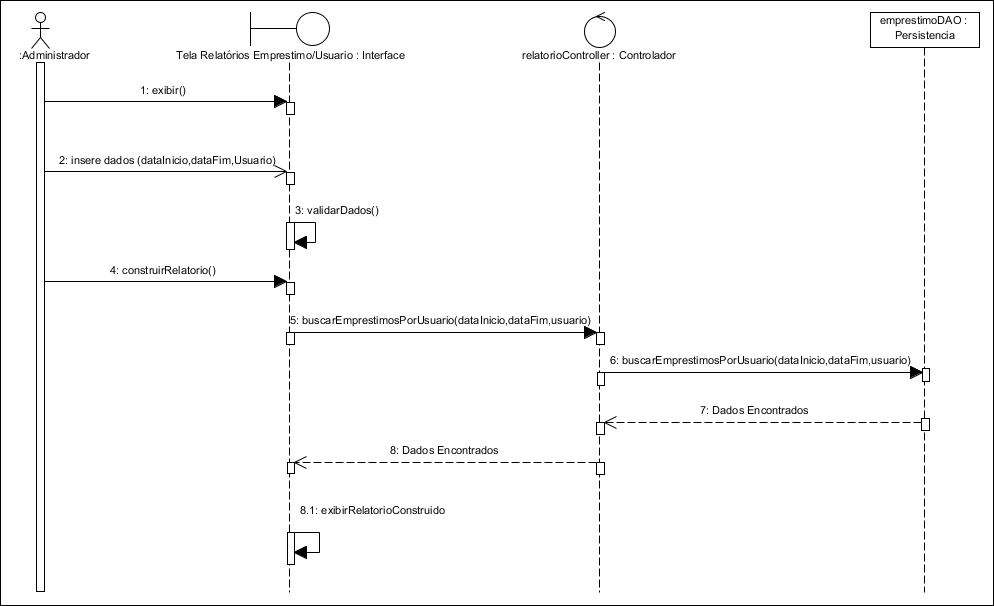 emprestimoDAO :
Persistencia
:Administrador
Tela Relatórios Emprestimo/Usuario : Interface
relatorioController : Controlador
1: exibir()
2: insere dados (dataInicio,dataFim,Usuario)
3: validarDados()
4: construirRelatorio()
5: buscarEmprestimosPorUsuario(dataInicio,dataFim,usuario)
6: buscarEmprestimosPorUsuario(dataInicio,dataFim,usuario)
7: Dados Encontrados
8: Dados Encontrados
8.1: exibirRelatorioConstruido